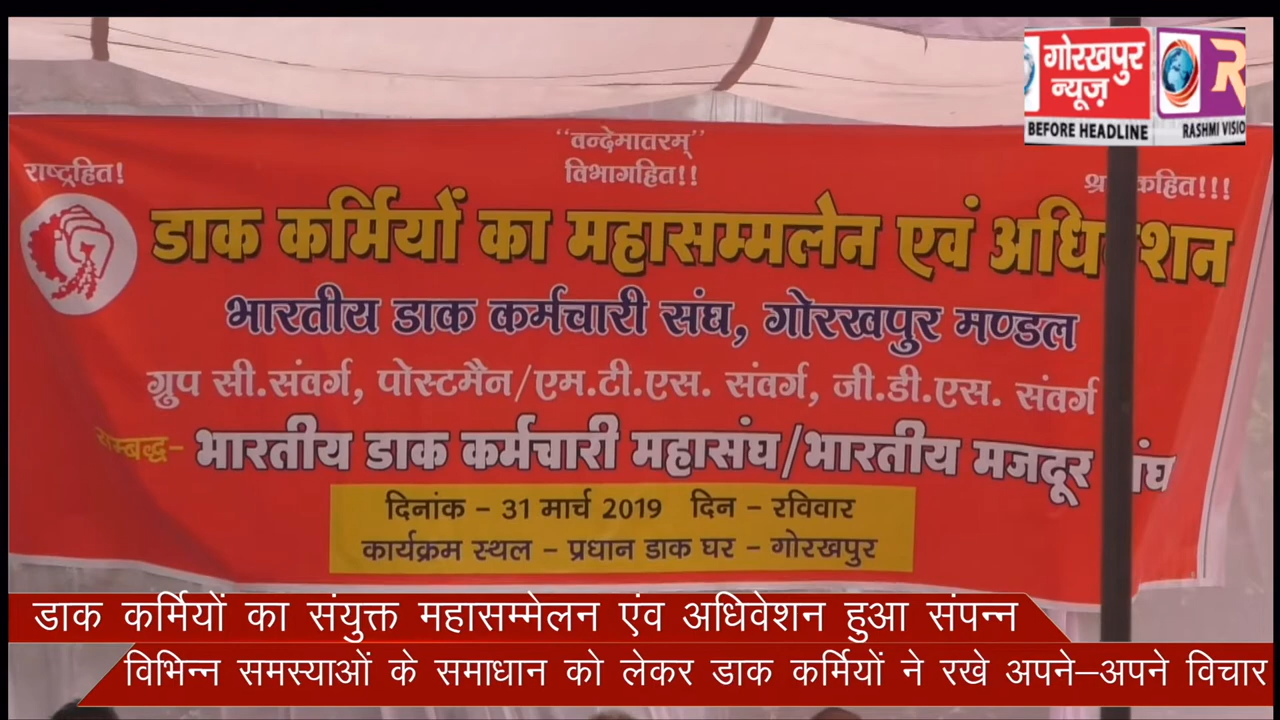 गोरखपुर
न्यूज़
BEFORE HEADLINE
R
RASHMI VISIO
“वन्देमातरम्”
राष्ट्रहित! विभागहित!!
डाक कर्मियों का महासम्मलेन एवं
भारतीय डाक कर्मचारी संघ, गोरखपुर मण्डल
ग्रुप सी.संवर्ग, पोस्टमैन/एम.टी.एस. संवर्ग, जी.डी.एस. संवर्ग
सम्बद्ध- भारतीय डाक कर्मचारी महासंघ/भारतीय मजदूर
दिनांक - 31 मार्च 2019 दिन - रविवार
कार्यक्रम स्थल - प्रधान डाक घर - गोरखपुर
डाक कर्मियों का संयुक्त महासम्मेलन एंव अधिवेशन हुआ संपन्न
विभिन्न समस्याओं के समाधान को लेकर डाक कर्मियों ने रखे अपने–अपने विचार